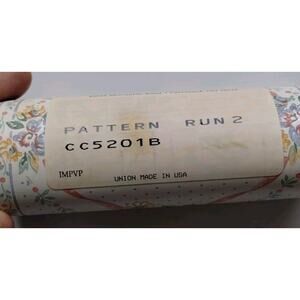 PATTERN RUN 2
CC5201B
IMPVP UNION MADE IN USA